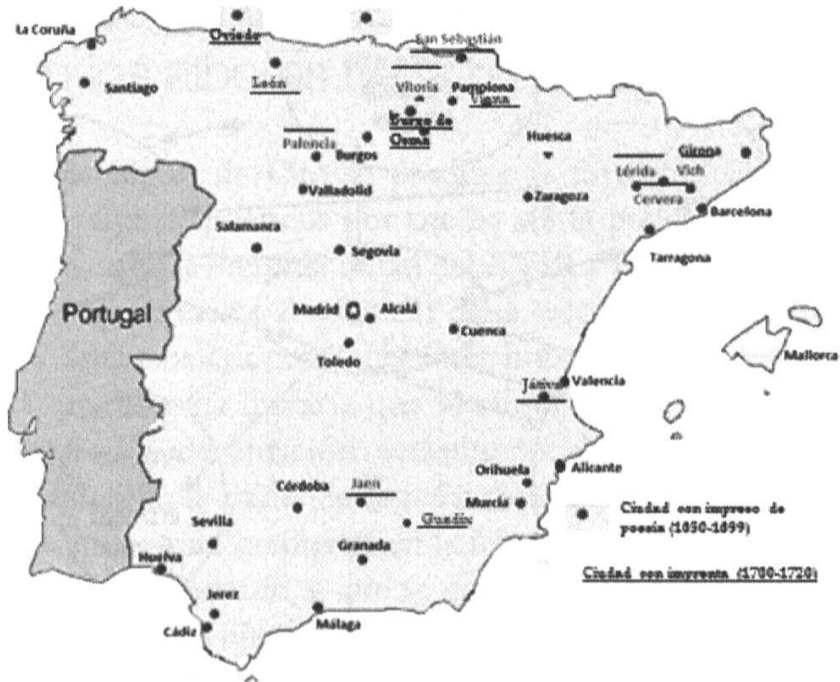 La Coruña
Oviedo
San Sebastián
Santiago
León
Vitoria
Pamplona
Viana
Burgo de
Osma
Palencia
Burgos
Huesca
Girona
Lérida
Vich
Cervera
Valladolid
Zaragoza
Barcelona
Salamanca
Segovia
Tarragona
Portugal
Madrid
Alcalá
Cuenca
Toledo
Mallorca
Játiva
Valencia
Orihuela
Alicante
Córdoba
Jaén
Murcia
Sevilla
Guadix
Huelva
Granada
Jerez
Cádiz
Málaga
Ciudad con impreso de
poesía (1650-1699)
Ciudad con imprenta (1700-1720)